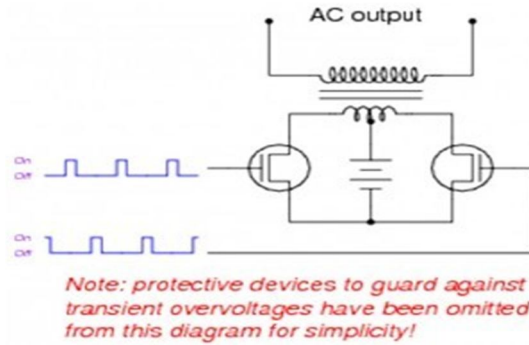 AC output
On
Off
On
Off
Note: protective devices to guard against
transient overvoltages have been omitted
from this diagram for simplicity!